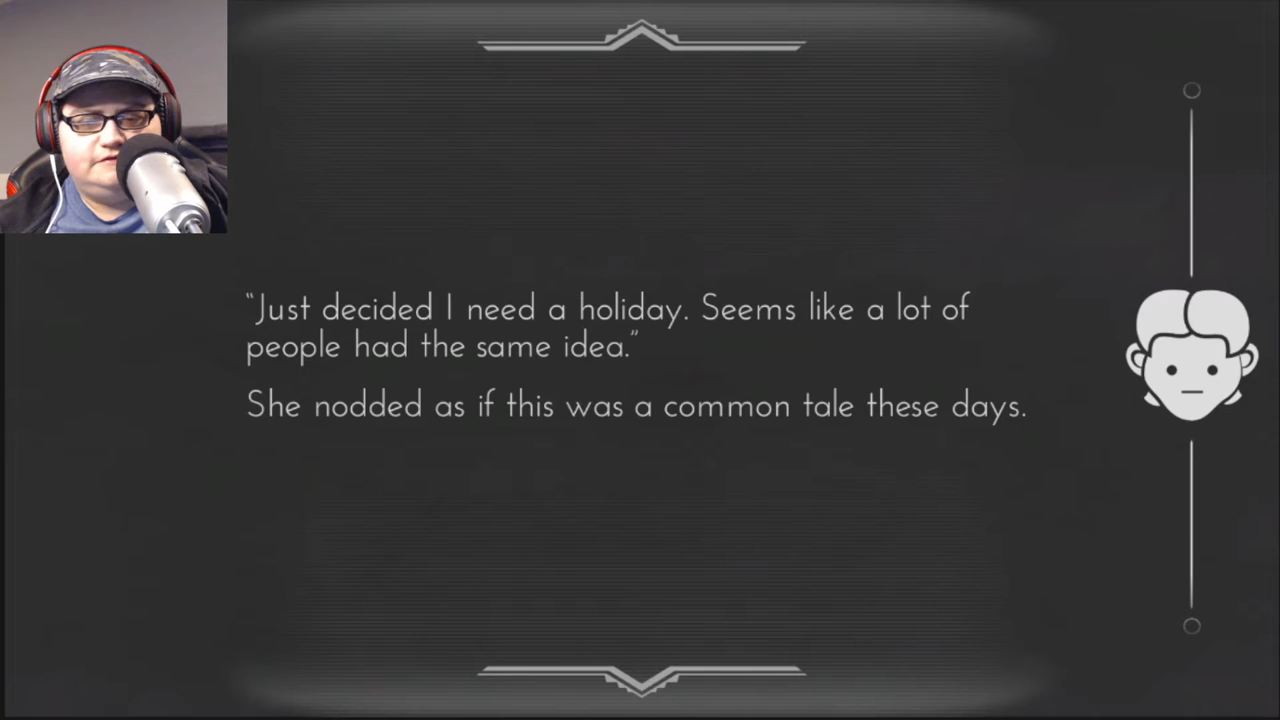 “Just decided I need a holiday. Seems like a lot of
people had the same idea.”
She nodded as if this was a common tale these days.